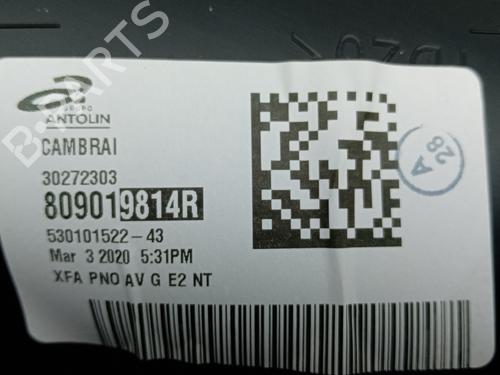 GRUPO
ANTOLIN
CAMBRAI
30272303
809019814R
530101522-43
Mar 3 2020 5:31PM
XFA PNO AV G E2 NT
A 28
B-PARTS